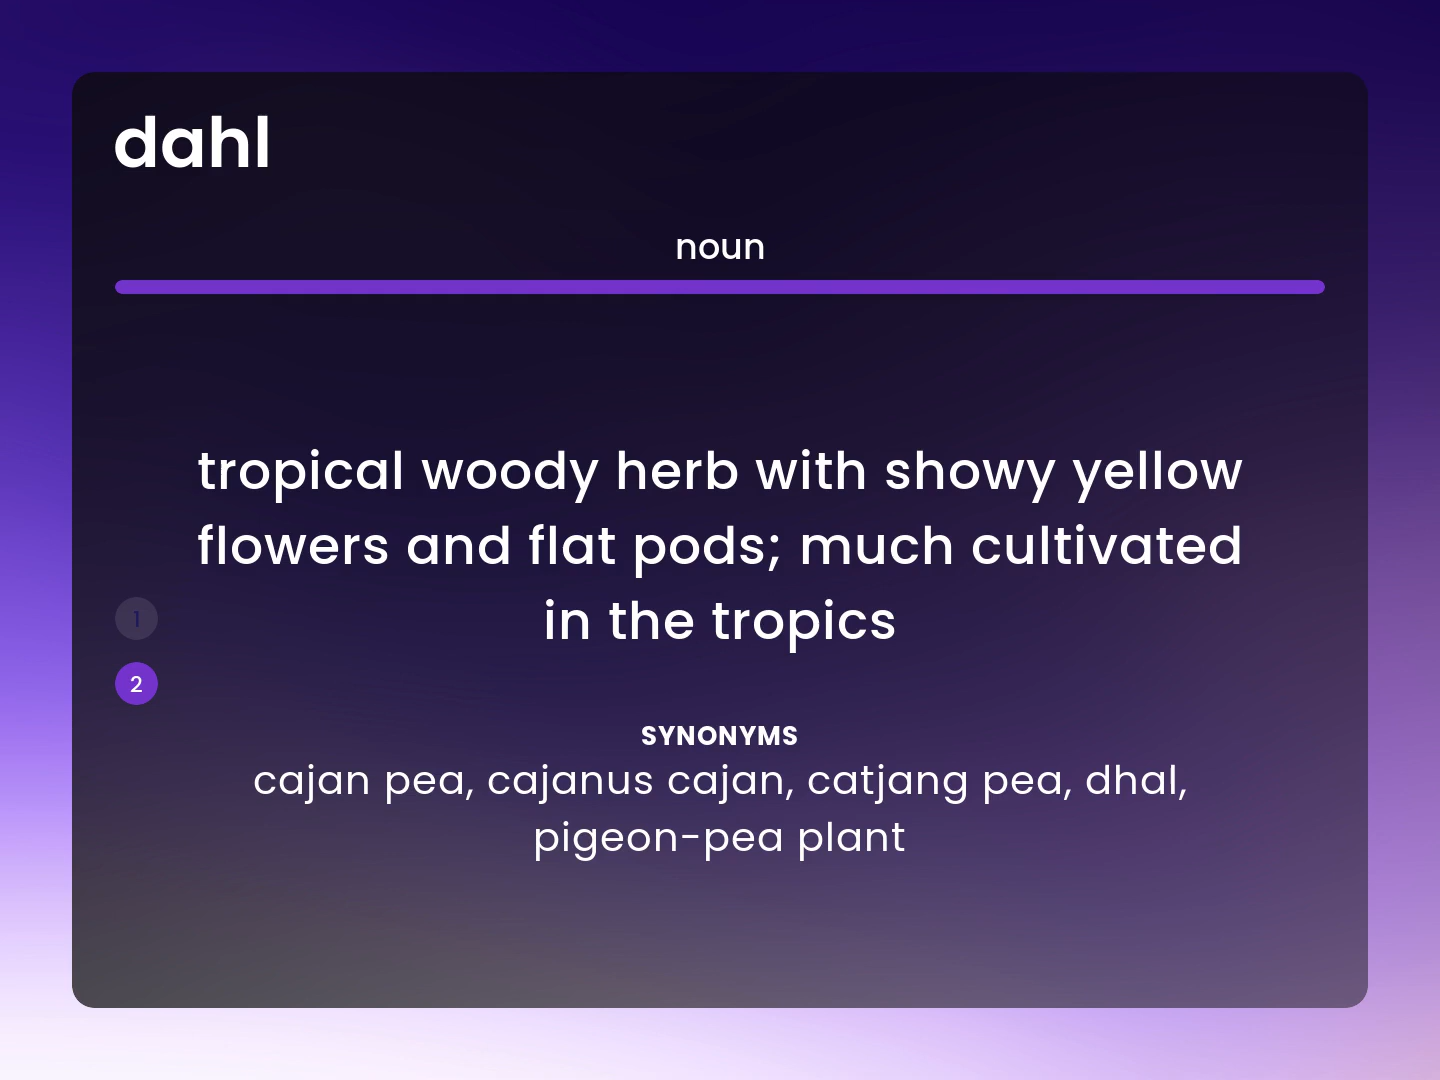 dahl
noun
tropical woody herb with showy yellow
flowers and flat pods; much cultivated
in the tropics
1
2
SYNONYMS
cajan pea, cajanus cajan, catjang pea, dhal,
pigeon-pea plant